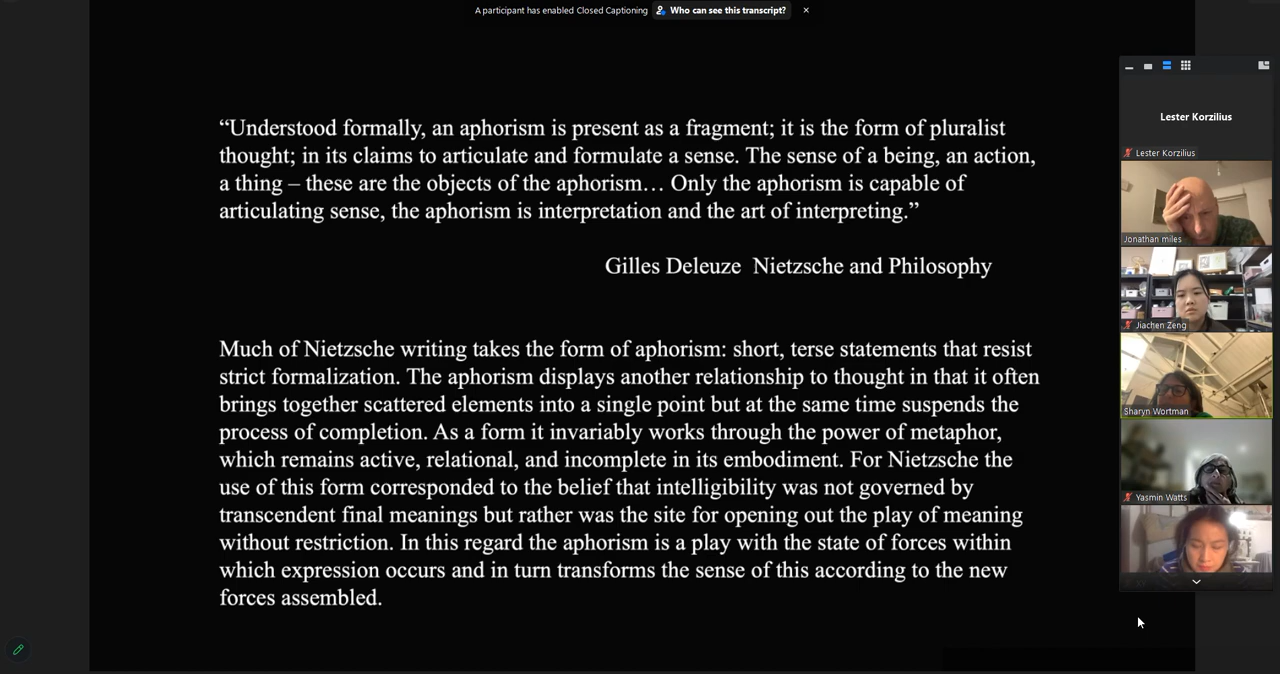 A participant has enabled Closed Captioning Who can see this transcript?
“Understood formally, an aphorism is present as a fragment; it is the form of pluralist
thought; in its claims to articulate and formulate a sense. The sense of a being, an action,
a thing – these are the objects of the aphorism… Only the aphorism is capable of
articulating sense, the aphorism is interpretation and the art of interpreting.”
Gilles Deleuze Nietzsche and Philosophy
Much of Nietzsche writing takes the form of aphorism: short, terse statements that resist
strict formalization. The aphorism displays another relationship to thought in that it often
brings together scattered elements into a single point but at the same time suspends the
process of completion. As a form it invariably works through the power of metaphor,
which remains active, relational, and incomplete in its embodiment. For Nietzsche the
use of this form corresponded to the belief that intelligibility was not governed by
transcendent final meanings but rather was the site for opening out the play of meaning
without restriction. In this regard the aphorism is a play with the state of forces within
which expression occurs and in turn transforms the sense of this according to the new
forces assembled.
Lester Korzilius
Lester Korzilius
Jonathan miles
Jiachen Zeng
Sharyn Wortman
Yasmin Watts